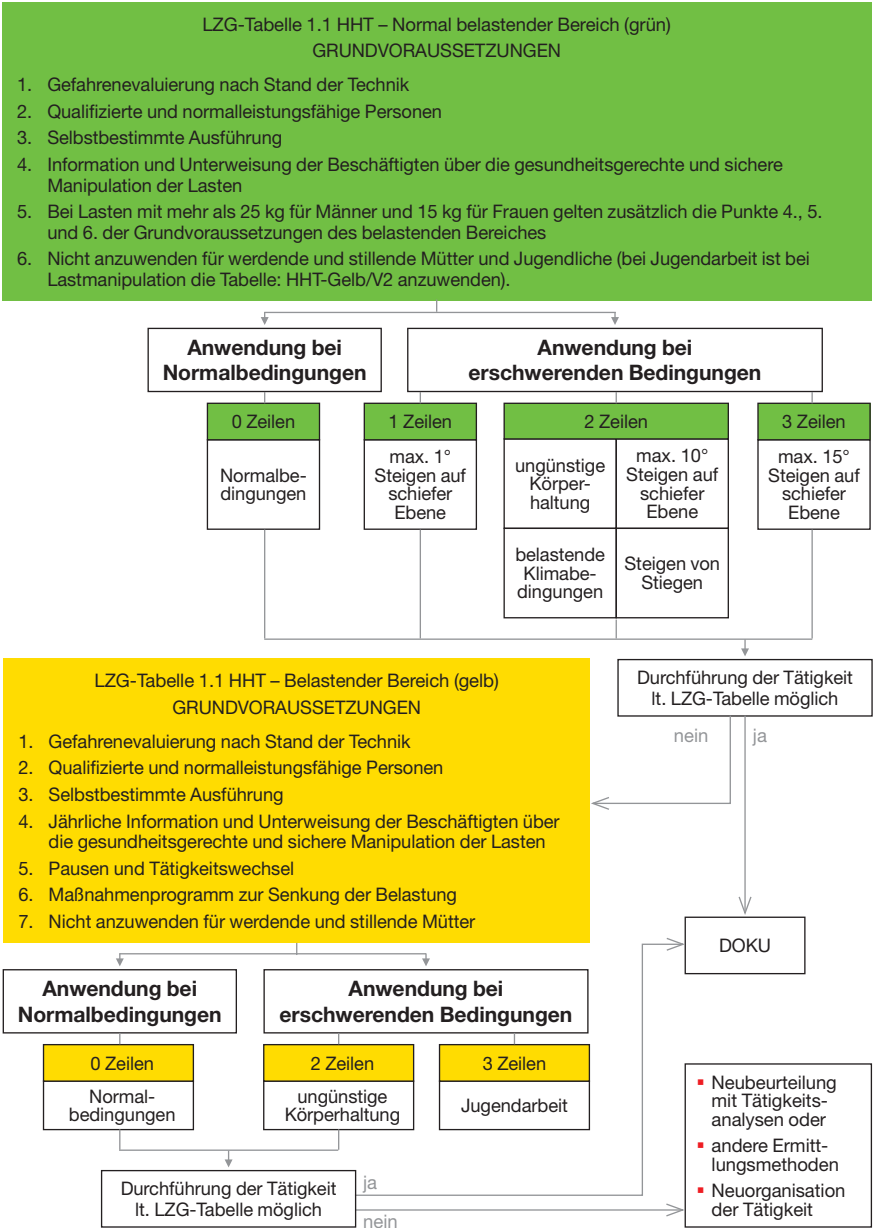 LZG-Tabelle 1.1 HHT – Normal belastender Bereich (grün)
GRUNDVORAUSSETZUNGEN
1. Gefahrenevaluierung nach Stand der Technik
2. Qualifizierte und normalleistungsfähige Personen
3. Selbstbestimmte Ausführung
4. Information und Unterweisung der Beschäftigten über die gesundheitsgerechte und sichere
Manipulation der Lasten
5. Bei Lasten mit mehr als 25 kg für Männer und 15 kg für Frauen gelten zusätzlich die Punkte 4., 5.
und 6. der Grundvoraussetzungen des belastenden Bereiches
6. Nicht anzuwenden für werdende und stillende Mütter und Jugendliche (bei Jugendarbeit ist bei
Lastmanipulation die Tabelle: HHT-Gelb/V2 anzuwenden).
Anwendung bei
Normalbedingungen
Anwendung bei
erschwerenden Bedingungen
0 Zeilen
Normalbe-
dingungen
1 Zeilen
max. 1°
Steigen auf
schiefer
Ebene
2 Zeilen
ungünstige
Körper-
haltung
max. 10°
Steigen auf
schiefer
Ebene
belastende
Klimabe-
dingungen
Steigen von
Stiegen
3 Zeilen
max. 15°
Steigen auf
schiefer
Ebene
Durchführung der Tätigkeit
lt. LZG-Tabelle möglich
nein
ja
LZG-Tabelle 1.1 HHT – Belastender Bereich (gelb)
GRUNDVORAUSSETZUNGEN
1. Gefahrenevaluierung nach Stand der Technik
2. Qualifizierte und normalleistungsfähige Personen
3. Selbstbestimmte Ausführung
4. Jährliche Information und Unterweisung der Beschäftigten über
die gesundheitsgerechte und sichere Manipulation der Lasten
5. Pausen und Tätigkeitswechsel
6. Maßnahmenprogramm zur Senkung der Belastung
7. Nicht anzuwenden für werdende und stillende Mütter
DOKU
Anwendung bei
Normalbedingungen
Anwendung bei
erschwerenden Bedingungen
0 Zeilen
Normal-
bedingungen
2 Zeilen
ungünstige
Körperhaltung
3 Zeilen
Jugendarbeit
Durchführung der Tätigkeit
lt. LZG-Tabelle möglich
ja
nein
▪ Neubeurteilung
mit Tätigkeits-
analysen oder
▪ andere Ermitt-
lungsmethoden
▪ Neuorganisation
der Tätigkeit